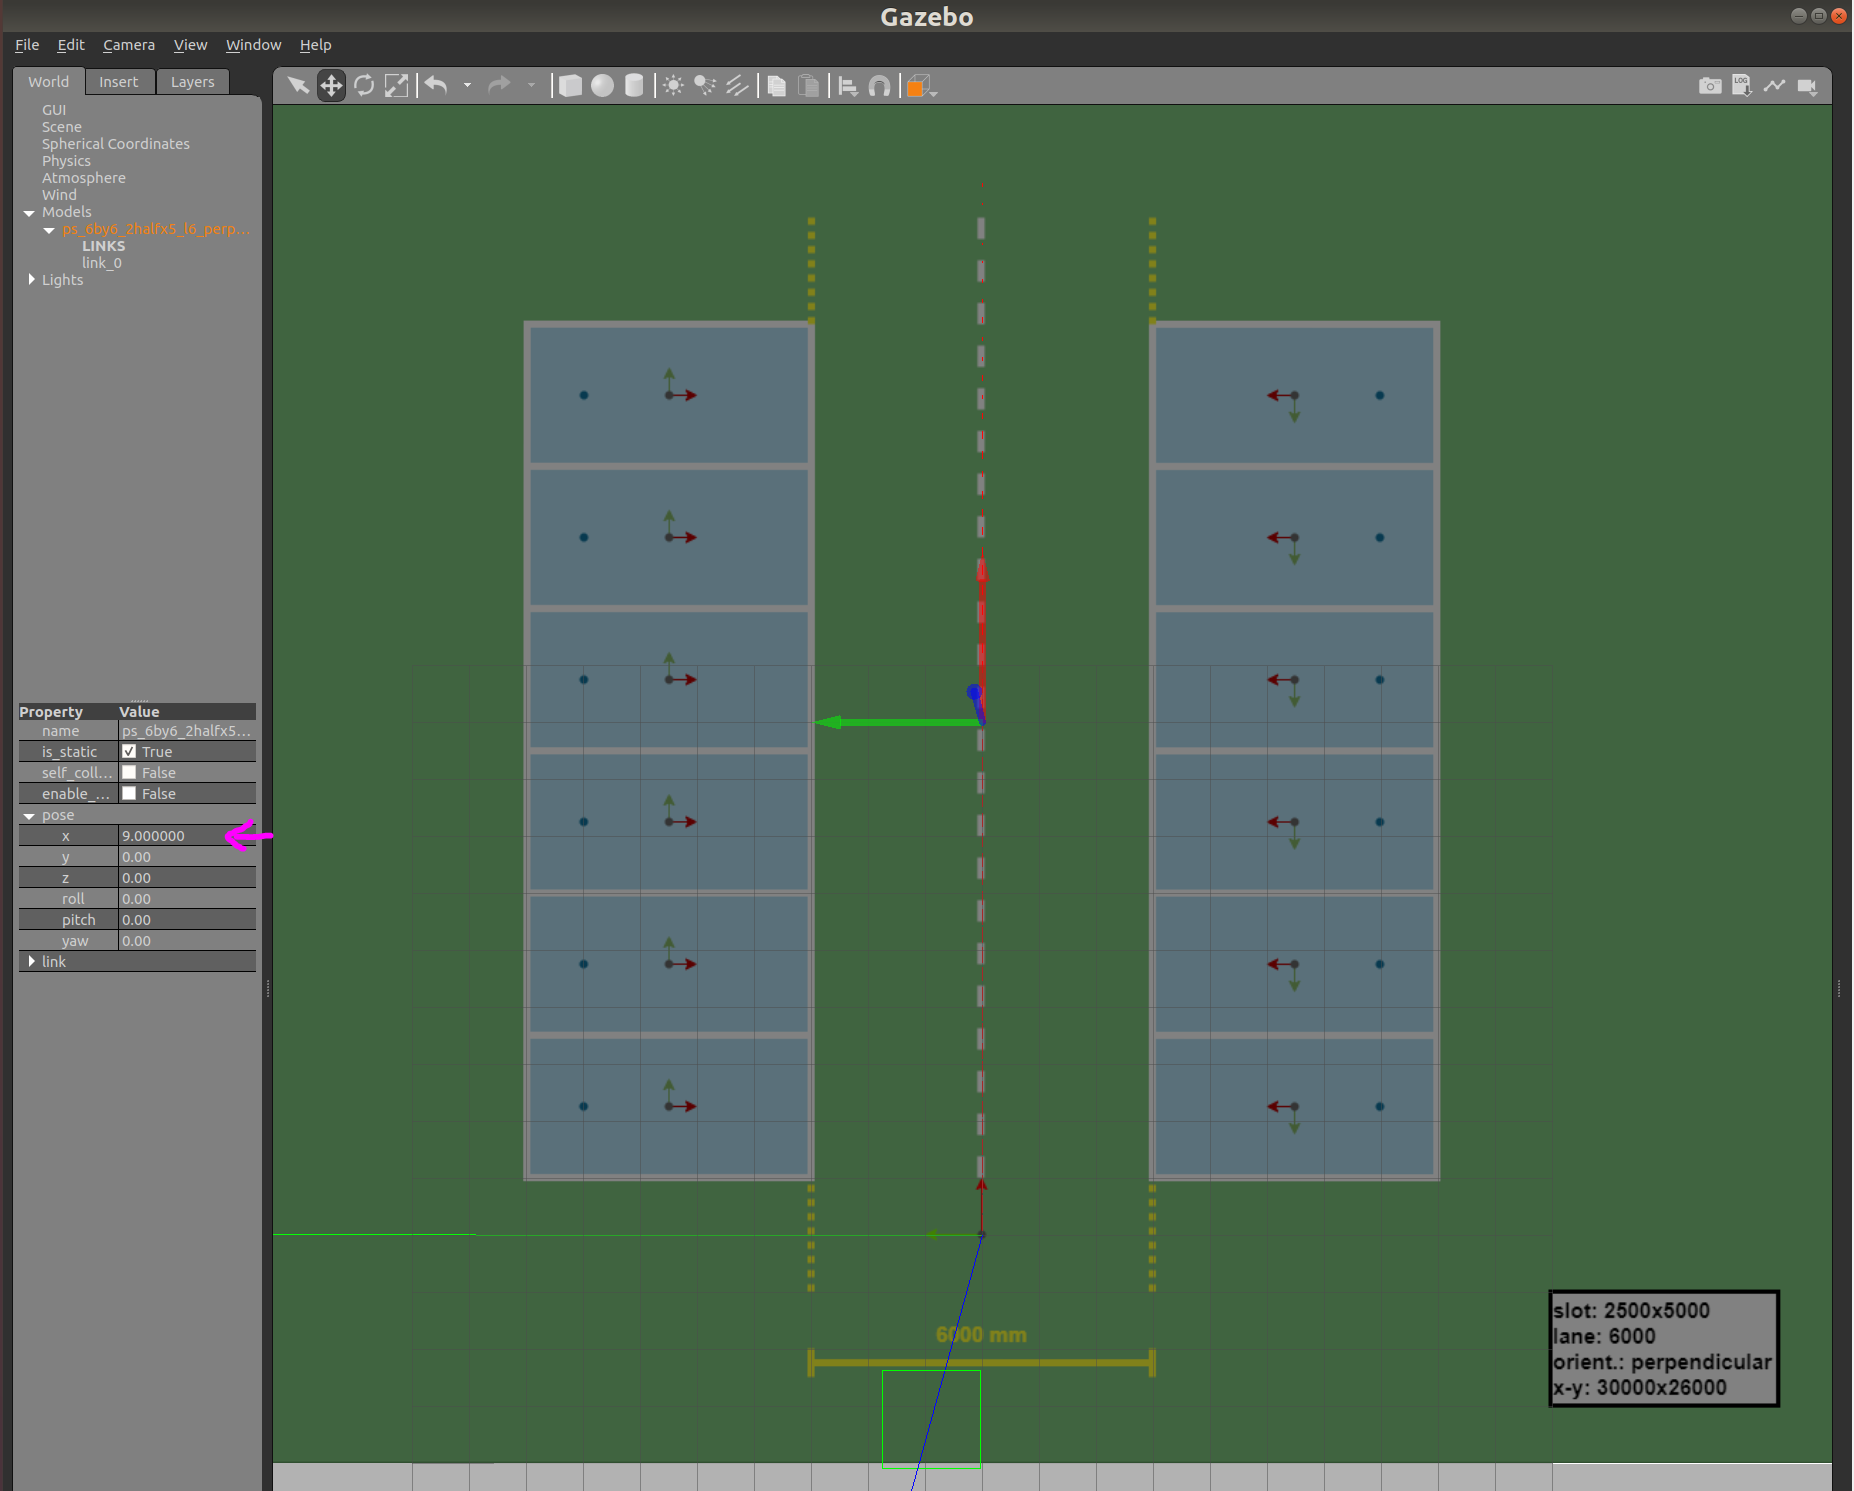 Gazebo
File Edit Camera View Window Help
World Insert Layers
LOG
GUI
Scene
Spherical Coordinates
Physics
Atmosphere
Wind
Models
ps_6by6_2halfx5_l6_perp...
LINKS
link_0
Lights
Property Value
name ps_6by6_2halfx5...
is_static True
self_coll... False
enable_... False
pose
x 9.000000
y 0.00
z 0.00
roll 0.00
pitch 0.00
yaw 0.00
link
6000 mm
slot: 2500x5000
lane: 6000
orient.: perpendicular
x-y: 30000x26000